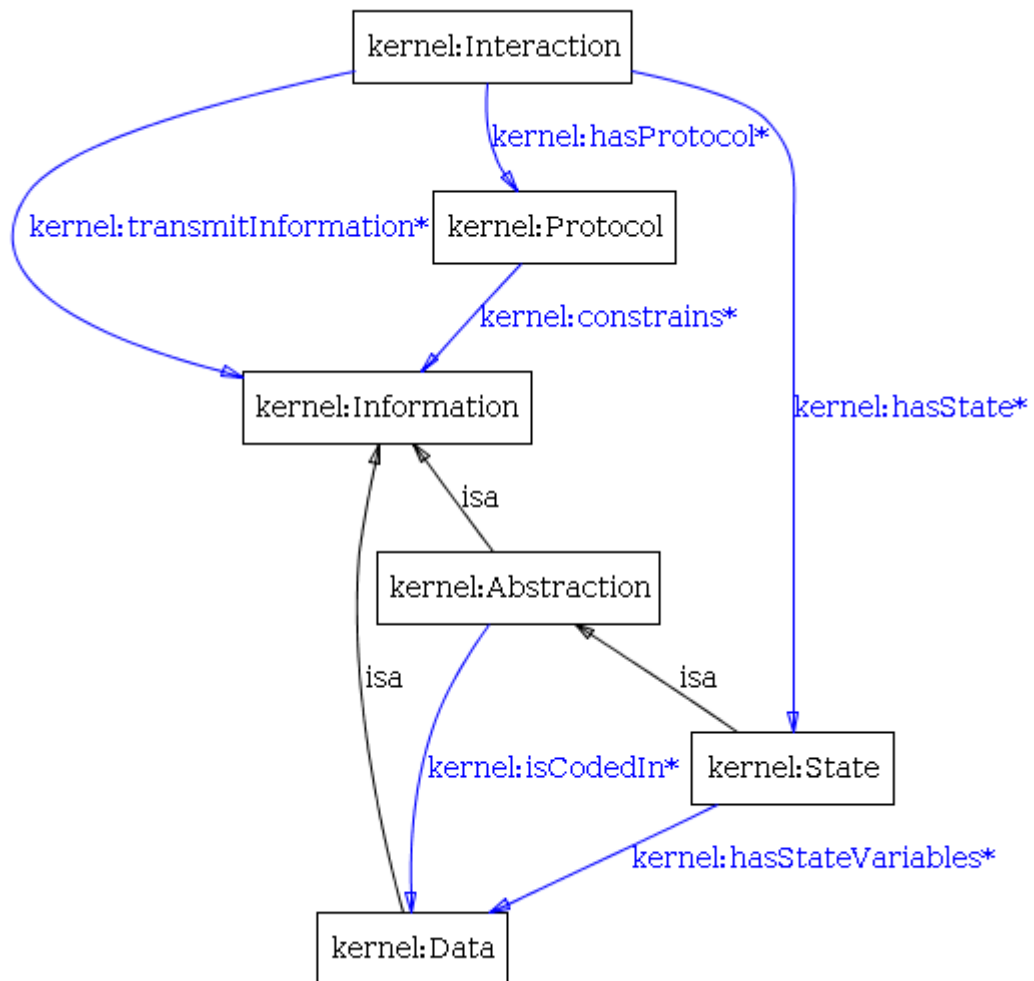 kernel:Interaction
kernel:hasProtocol*
kernel:transmitInformation*
kernel:Protocol
kernel:constrains*
kernel:Information
kernel:hasState*
isa
kernel:Abstraction
isa
isa
kernel:isCodedIn*
kernel:State
kernel:hasStateVariables*
kernel:Data